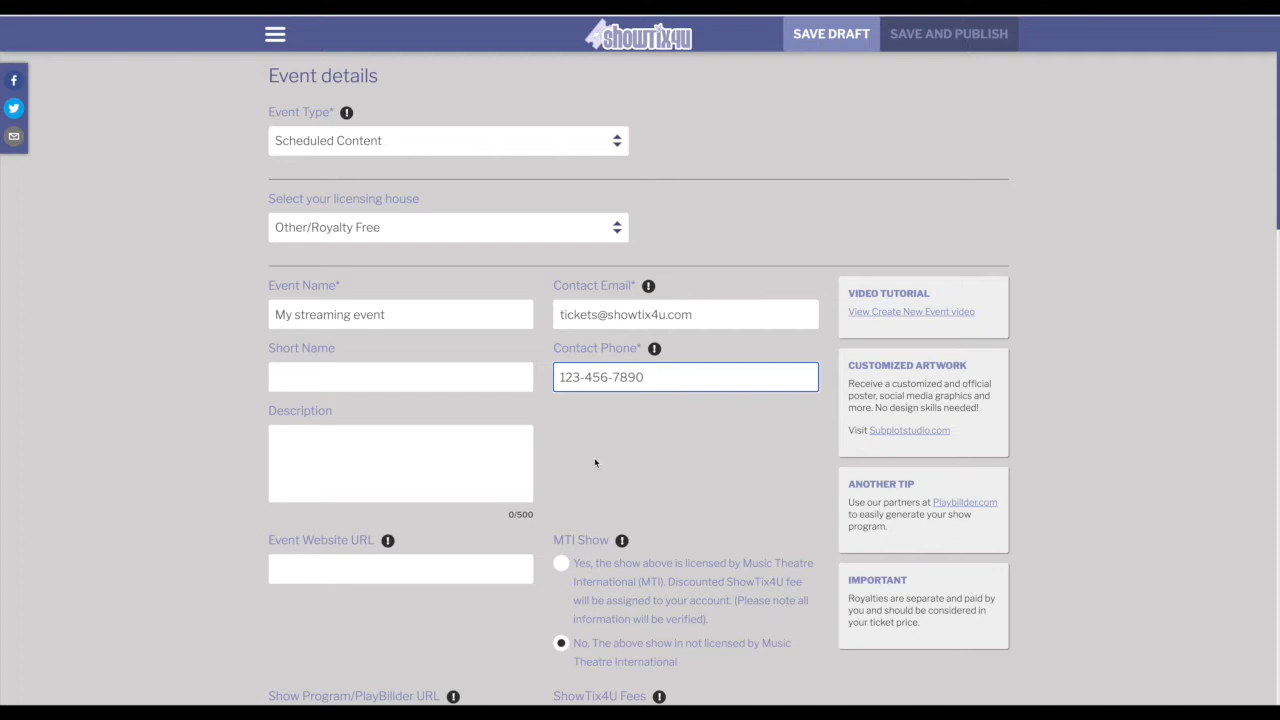 ShowTix4U
SAVE DRAFT
SAVE AND PUBLISH
Event details
Event Type*
Scheduled Content
Select your licensing house
Other/Royalty Free
Event Name*
My streaming event
Contact Email*
tickets@showtix4u.com
Short Name
Contact Phone*
123-456-7890
Description
0/500
Event Website URL
MTI Show
Yes, the show above is licensed by Music Theatre
International (MTI). Discounted ShowTix4U fee
will be assigned to your account. (Please note all
information will be verified).
No, The above show in not licensed by Music
Theatre International
Show Program/PlayBillder URL
ShowTix4U Fees
VIDEO TUTORIAL
View Create New Event video
CUSTOMIZED ARTWORK
Receive a customized and official
poster, social media graphics and
more. No design skills needed!
Visit Subplotstudio.com
ANOTHER TIP
Use our partners at Playbillder.com
to easily generate your show
program.
IMPORTANT
Royalties are separate and paid by
you and should be considered in
your ticket price.